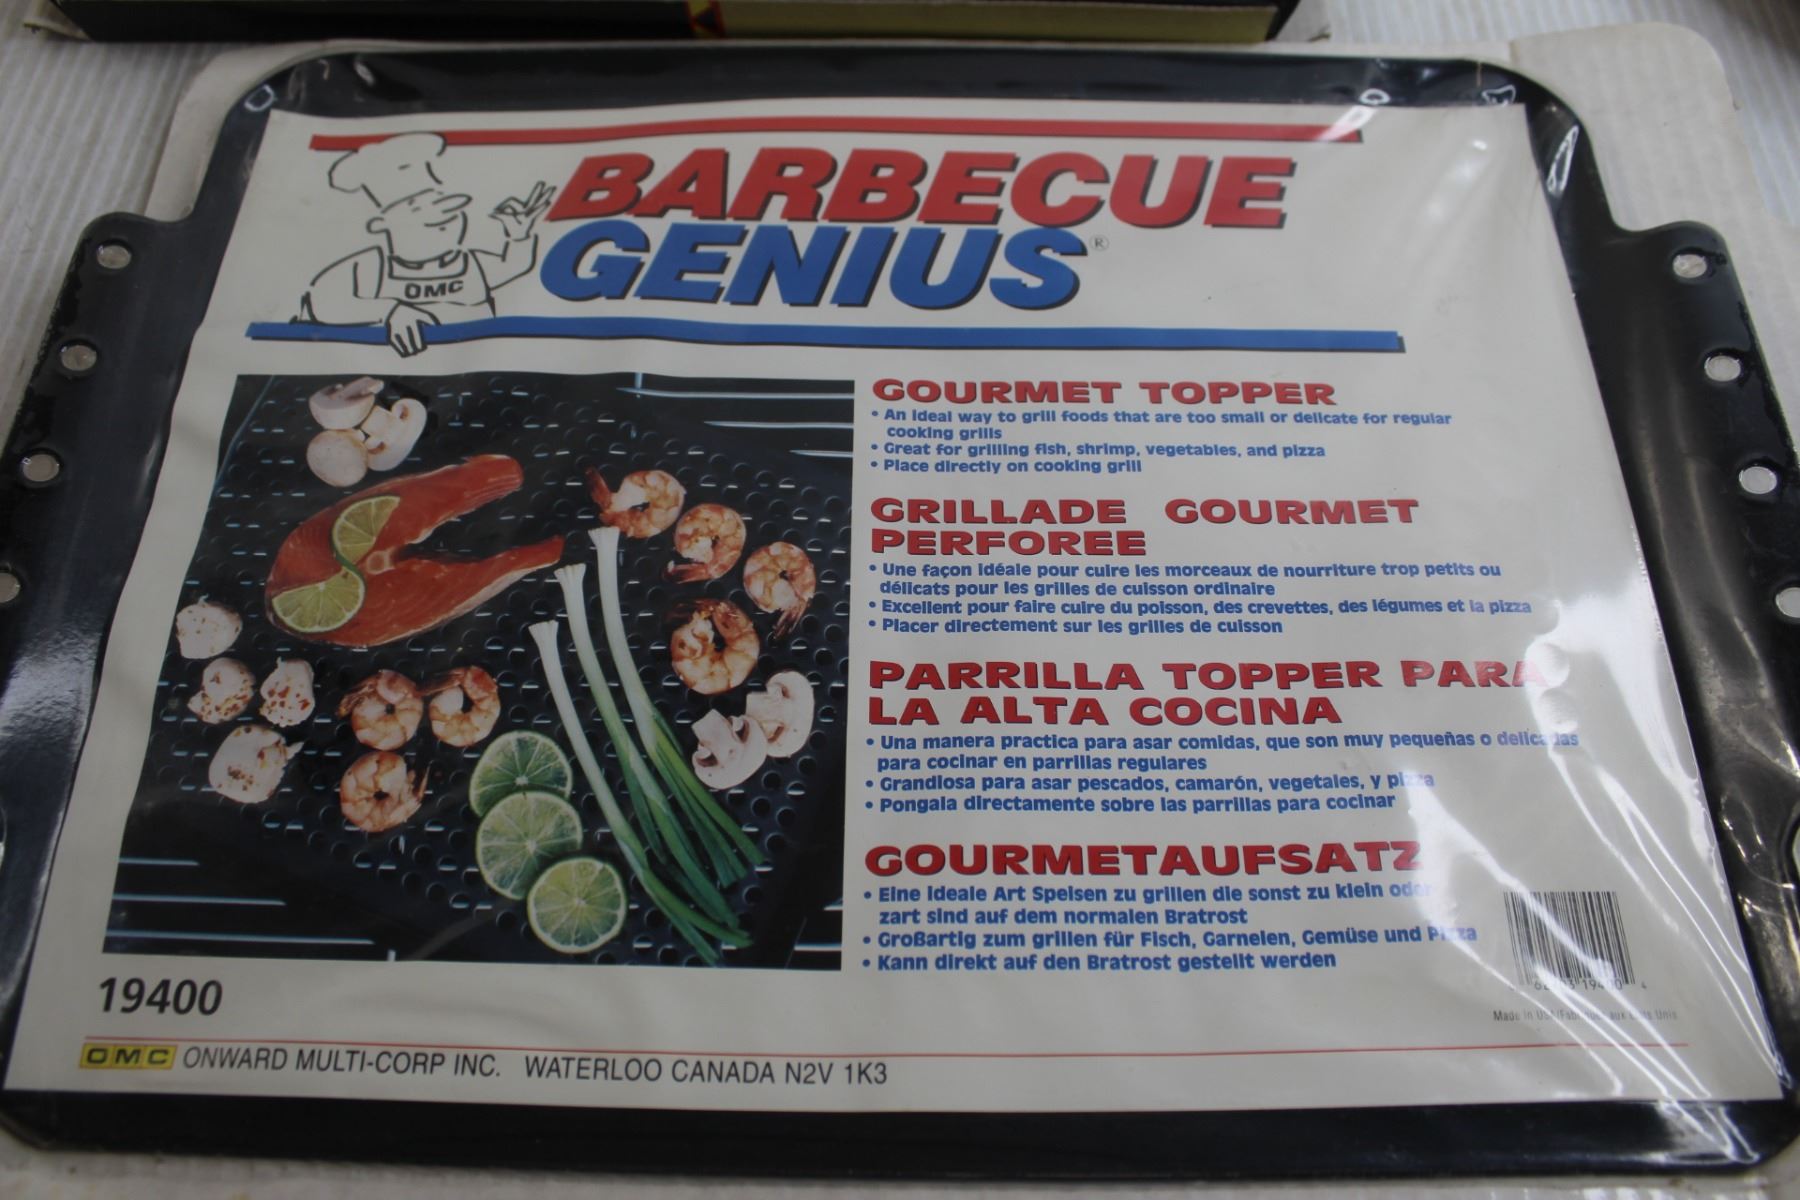 BARBECUE
GENIUS®
OMC
GOURMET TOPPER
• An ideal way to grill foods that are too small or delicate for regular
cooking grills
• Great for grilling fish, shrimp, vegetables, and pizza
• Place directly on cooking grill
GRILLADE GOURMET
PERFOREE
• Une façon idéale pour cuire les morceaux de nourriture trop petits ou
délicats pour les grilles de cuisson ordinaire
• Excellent pour faire cuire du poisson, des crevettes, des légumes et la pizza
• Placer directement sur les grilles de cuisson
PARRILLA TOPPER PARA
LA ALTA COCINA
• Una manera practica para asar comidas, que son muy pequeñas o delicadas
para cocinar en parrillas regulares
• Grandiosa para asar pescados, camarón, vegetales, y pizza
• Pongala directamente sobre las parrillas para cocinar
GOURMETAUFSATZ
• Eine ideale Art Speisen zu grillen die sonst zu klein oder
zart sind auf dem normalen Bratrost
• Großartig zum grillen für Fisch, Garnelen, Gemüse und Pizza
• Kann direkt auf den Bratrost gestellt werden
19400
Made in USA/Fabriqué aux Etats Unis
OMC ONWARD MULTI-CORP INC. WATERLOO CANADA N2V 1K3